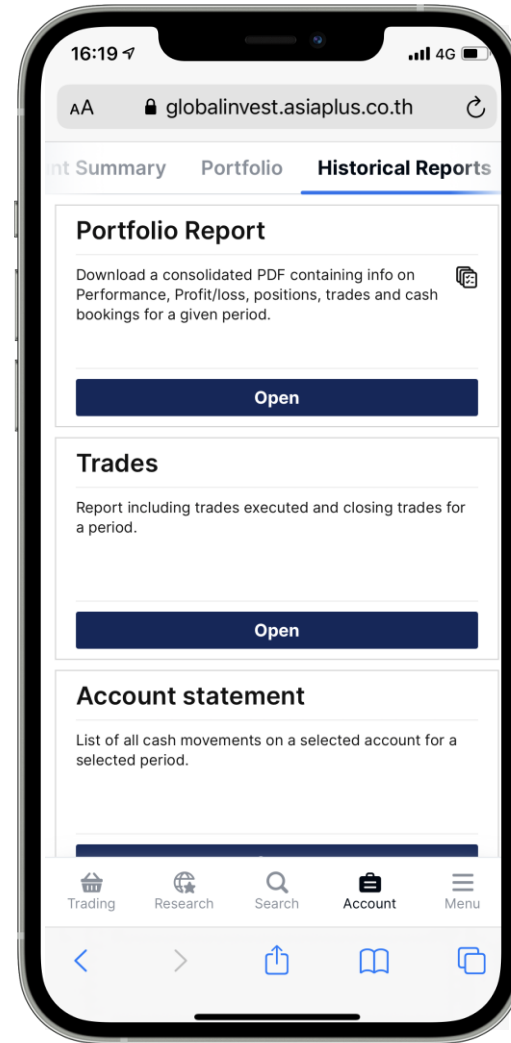 16:19
4G
AA globalinvest.asiaplus.co.th
nt Summary Portfolio Historical Reports
Portfolio Report
Download a consolidated PDF containing info on
Performance, Profit/loss, positions, trades and cash
bookings for a given period.
Open
Trades
Report including trades executed and closing trades for
a period.
Open
Account statement
List of all cash movements on a selected account for a
selected period.
Trading Research Search Account Menu